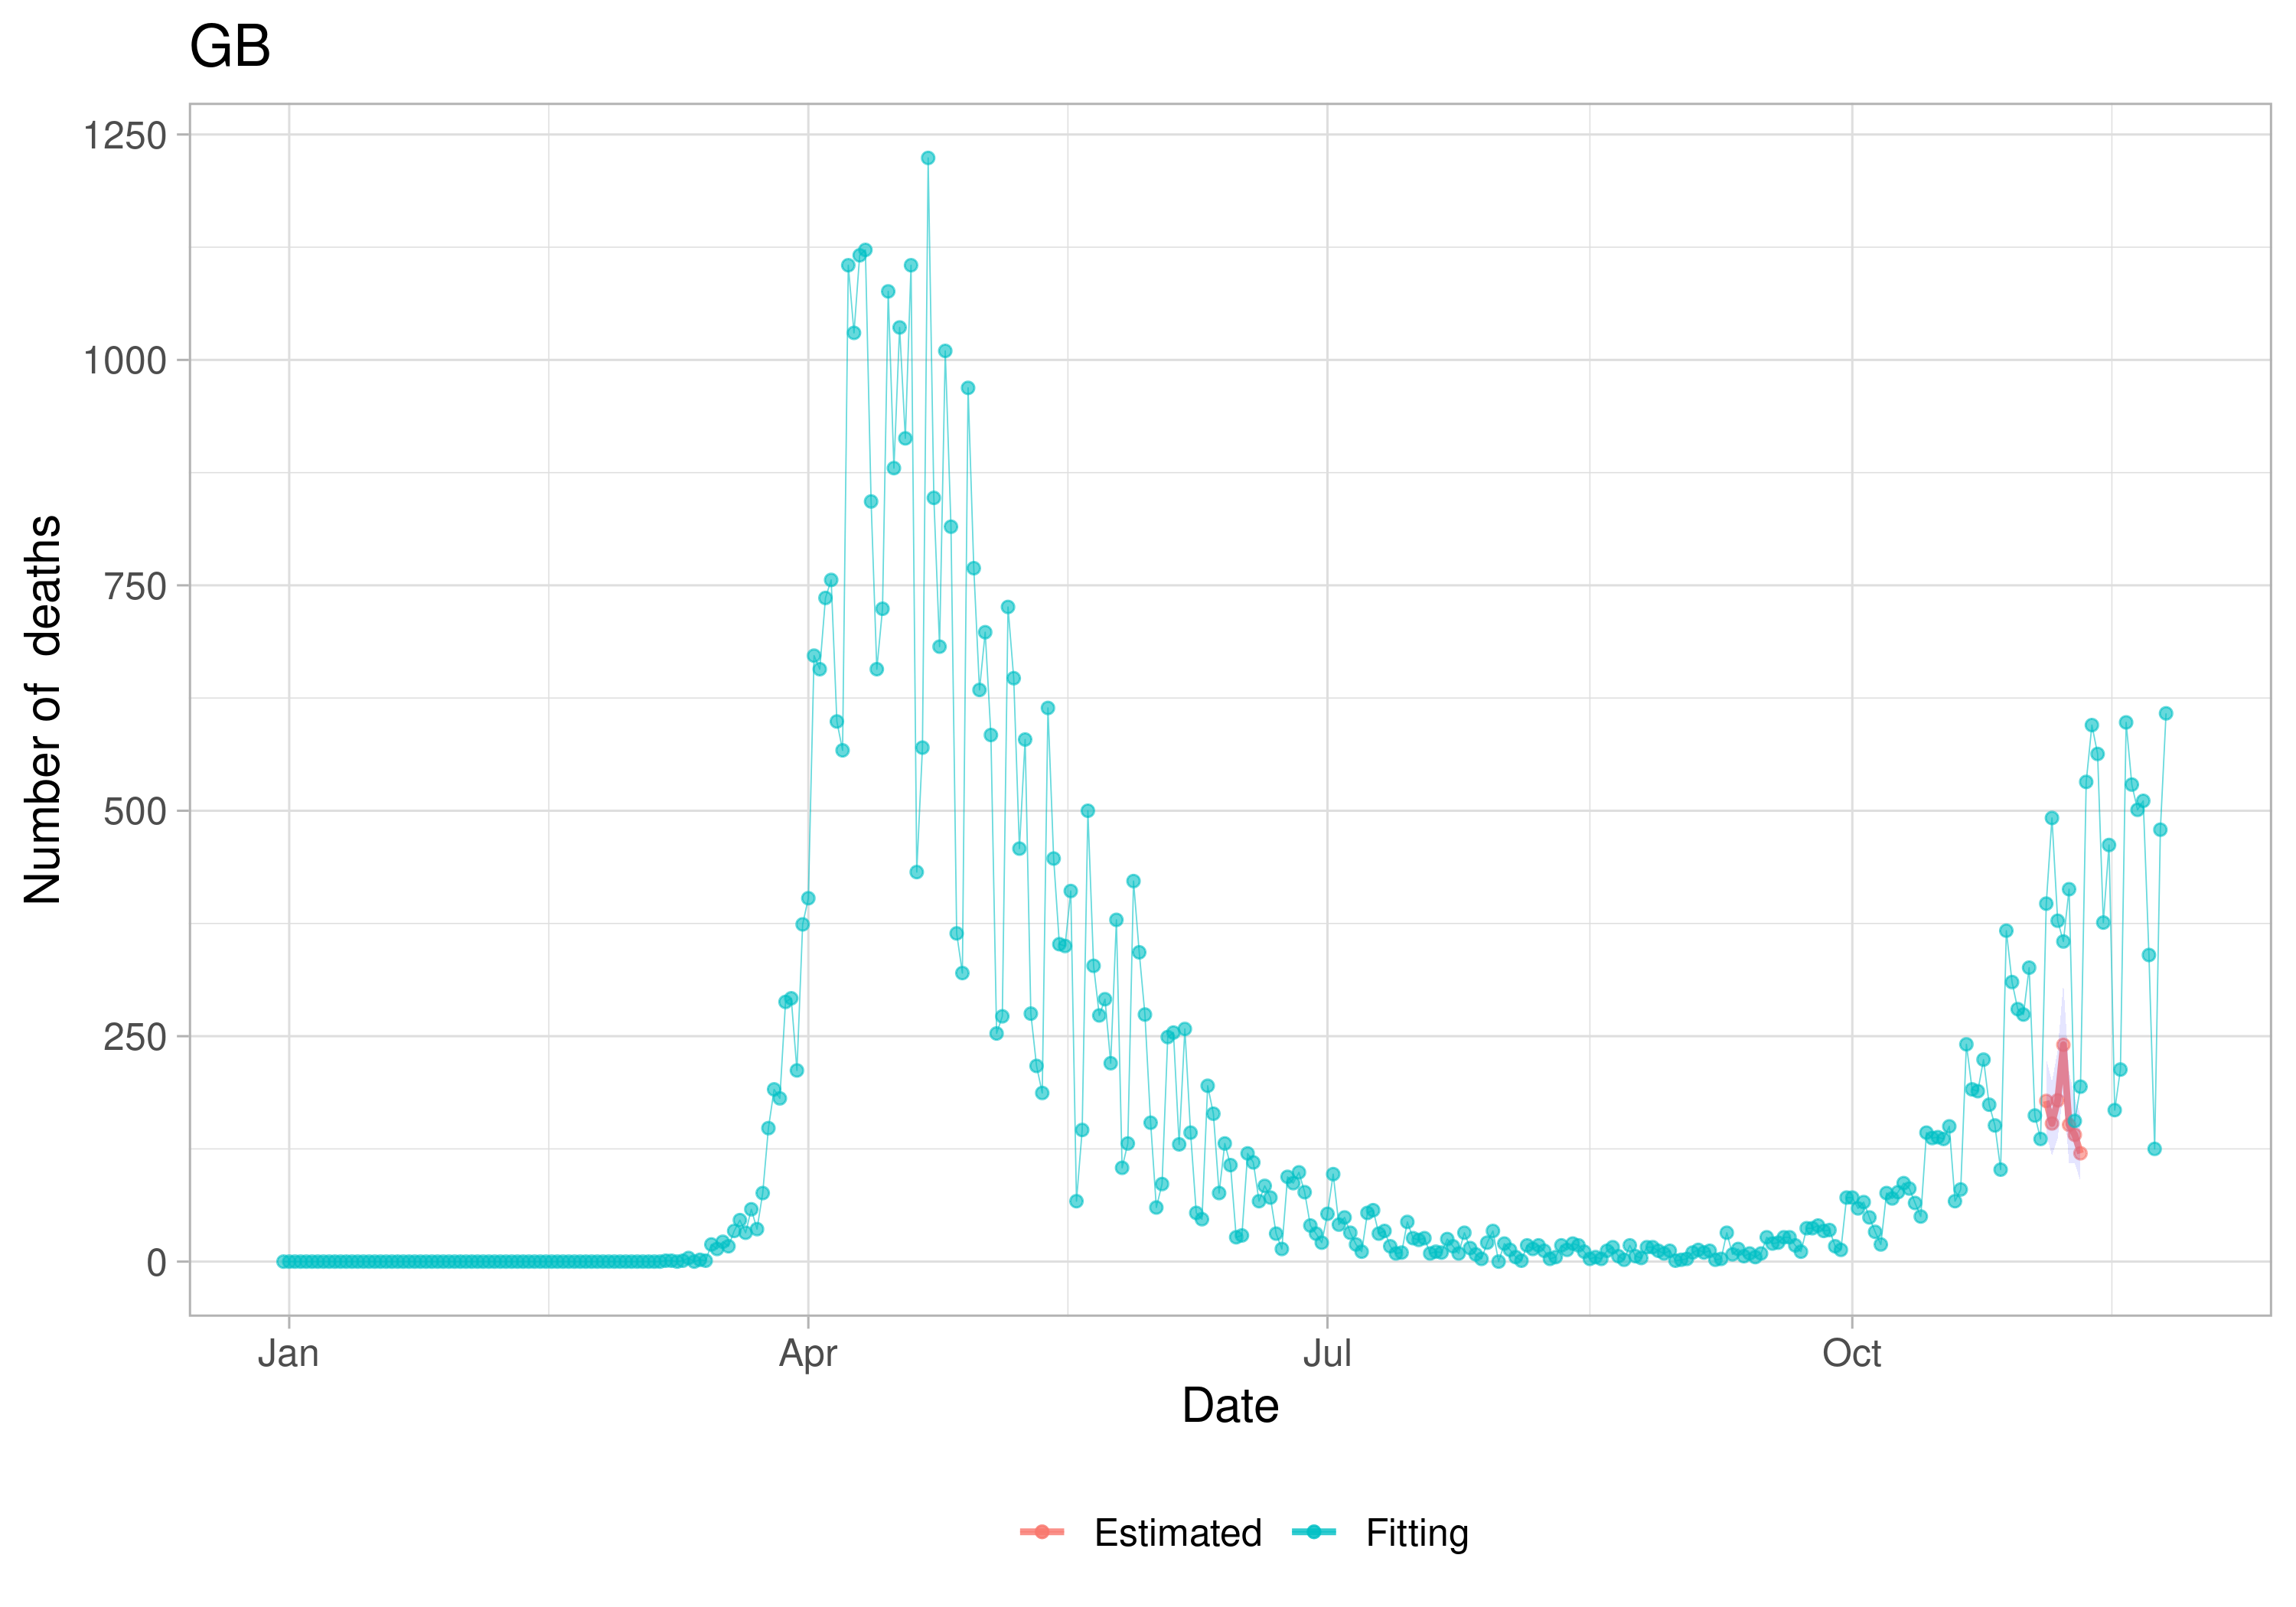 GB
1250
1000
750
500
250
0
Number of deaths
Jan Apr Jul Oct
Date
Estimated Fitting